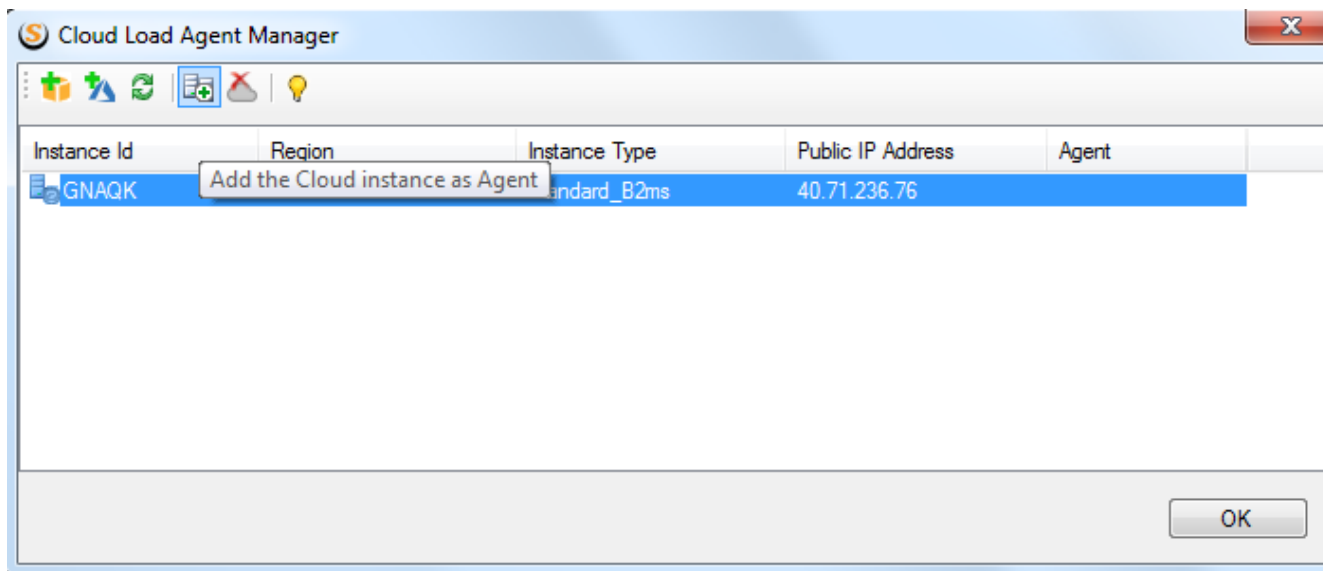 Cloud Load Agent Manager
Instance Id Region Instance Type Public IP Address Agent
Add the Cloud instance as Agent
GNAQK andard_B2ms 40.71.236.76
OK